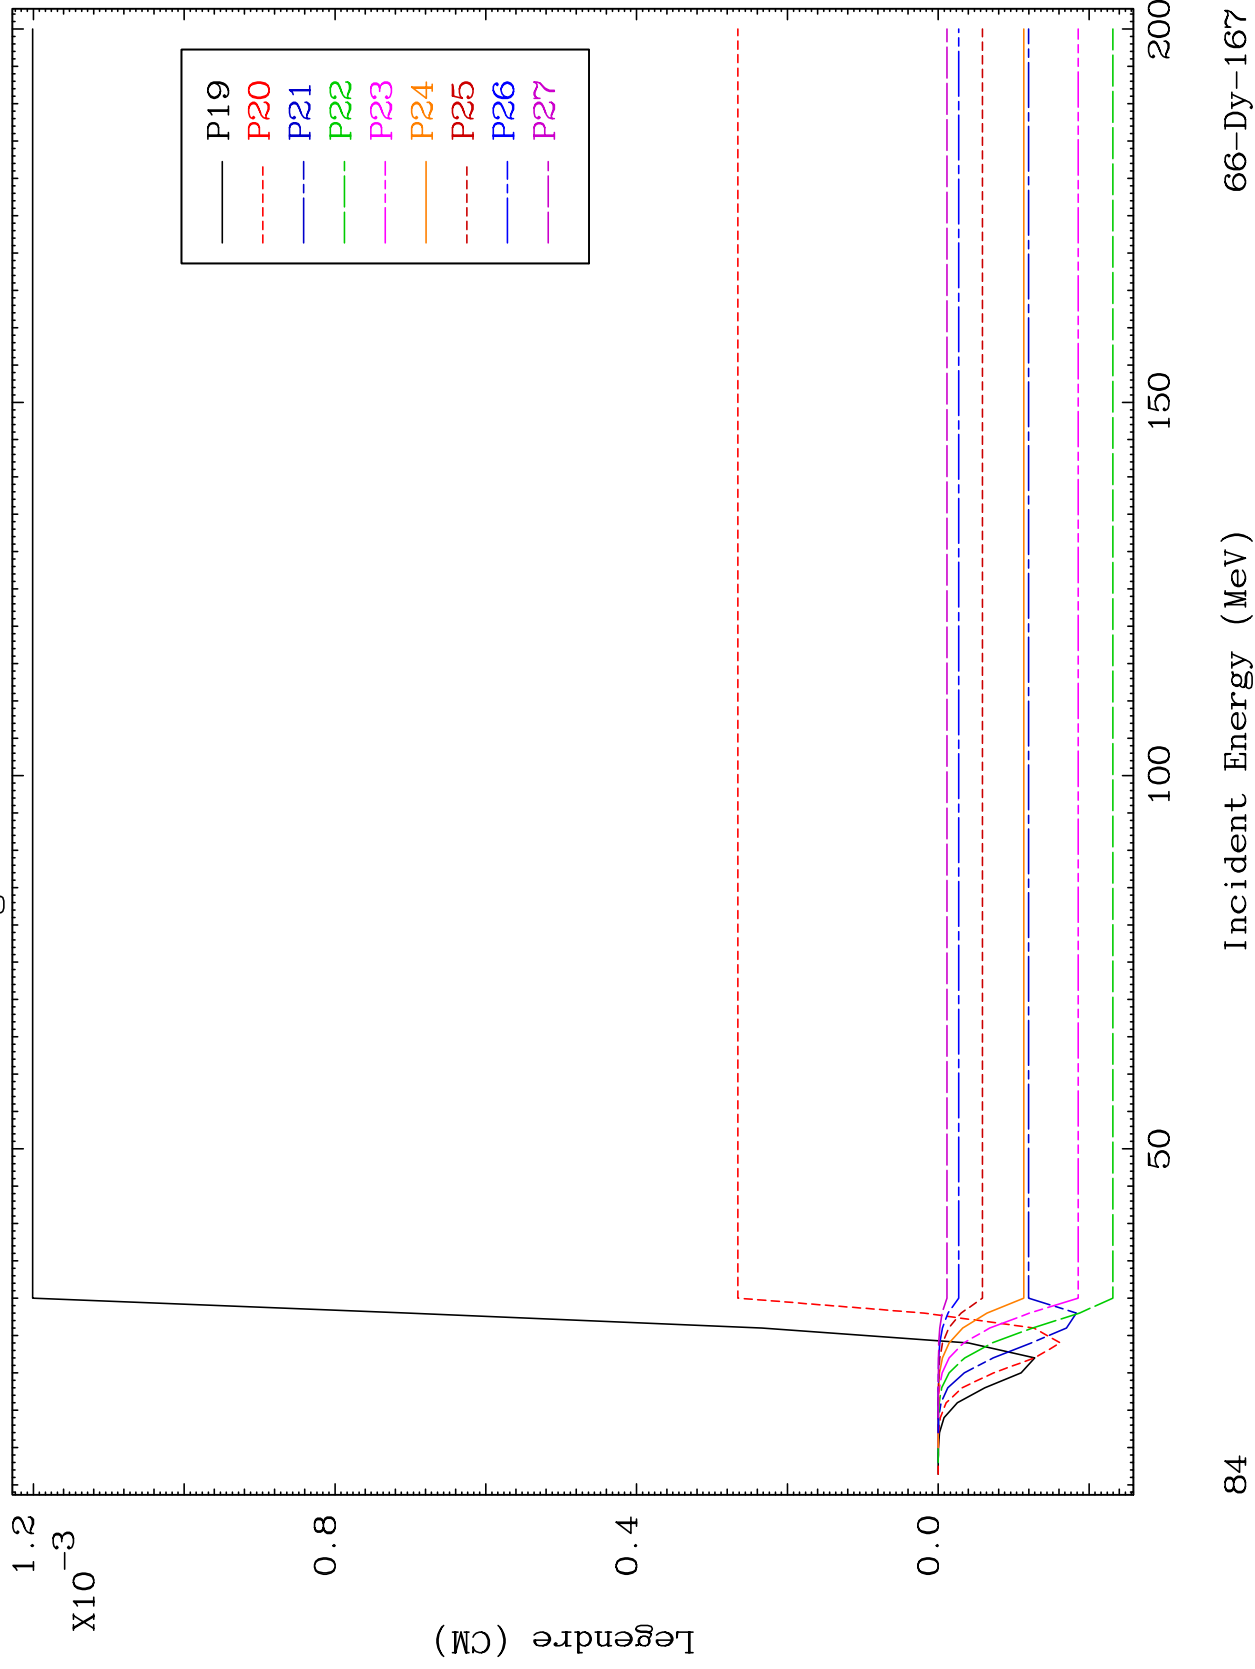 1.2
X10-3
0.8
0.4
0.0
Legendre (CM)
P19
P20
P21
P22
P23
P24
P25
P26
P27
50
100
150
200
Incident Energy (MeV)
84
66-Dy-167